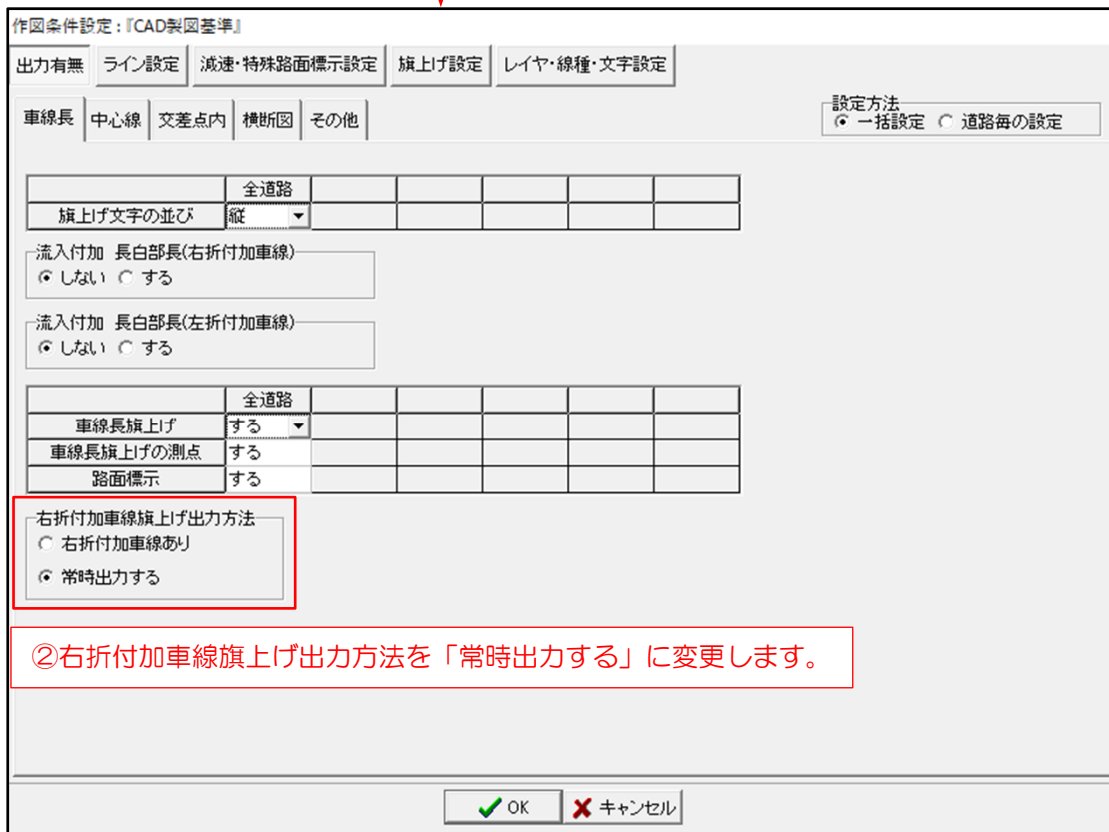 作図条件設定:『CAD製図基準』
出力有無 ライン設定 減速・特殊路面標示設定 旗上げ設定 レイヤ・線種・文字設定
車線長 中心線 交差点内 横断図 その他
設定方法
一括設定 道路毎の設定
全道路
旗上げ文字の並び 縦
流入付加 長白部長(右折付加車線)
しない する
流入付加 長白部長(左折付加車線)
しない する
全道路
車線長旗上げ する
車線長旗上げの測点 する
路面標示 する
右折付加車線旗上げ出力方法
右折付加車線あり
常時出力する
②右折付加車線旗上げ出力方法を「常時出力する」に変更します。
OK キャンセル